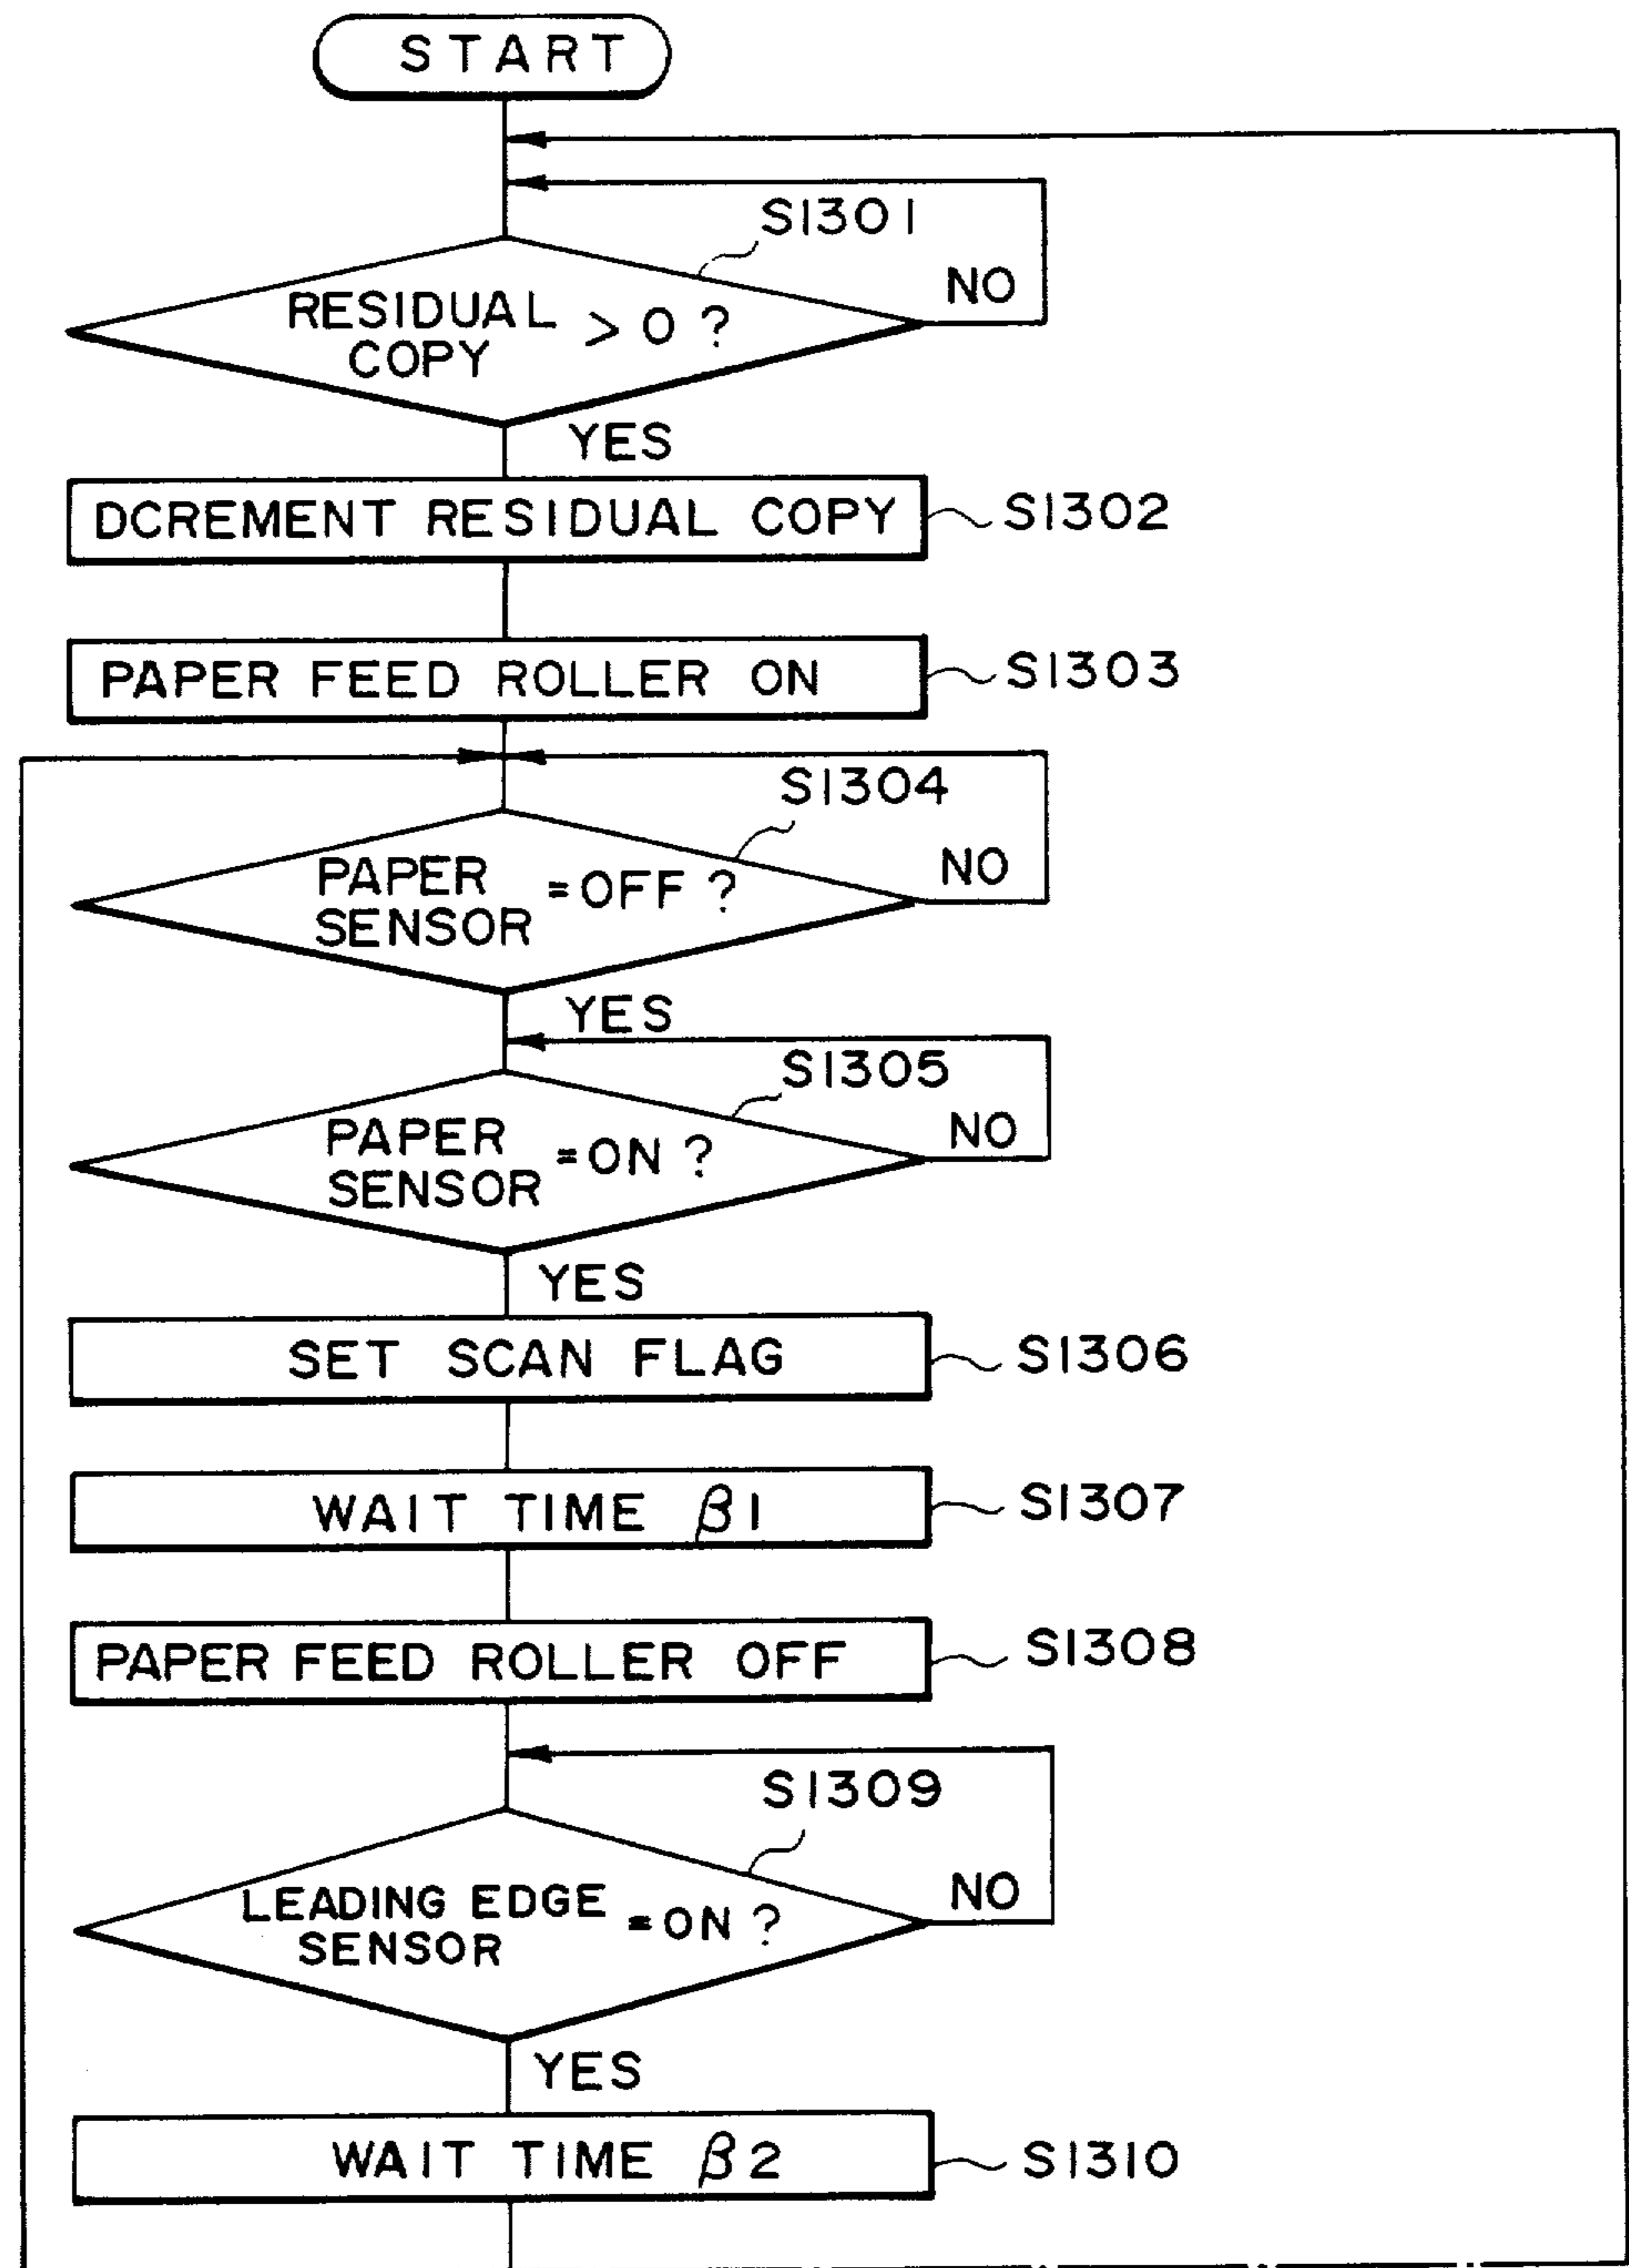 START
S1301
NO
RESIDUAL
COPY > 0 ?
YES
DCREMENT RESIDUAL COPY
S1302
PAPER FEED ROLLER ON
S1303
S1304
NO
PAPER
SENSOR = OFF ?
YES
S1305
NO
PAPER
SENSOR = ON ?
YES
SET SCAN FLAG
S1306
WAIT TIME β1
S1307
PAPER FEED ROLLER OFF
S1308
S1309
NO
LEADING EDGE
SENSOR = ON ?
YES
WAIT TIME β2
S1310